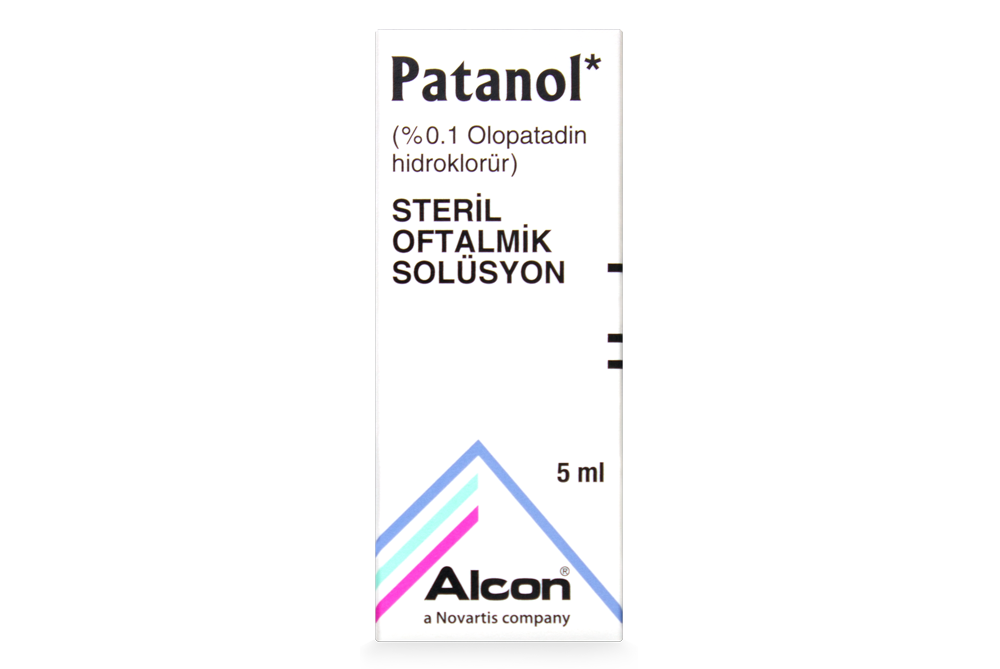 Patanol*
(%0.1 Olopatadin
hidroklorür)
STERİL
OFTALMİK
SOLÜSYON
5 ml
Alcon®
a Novartis company